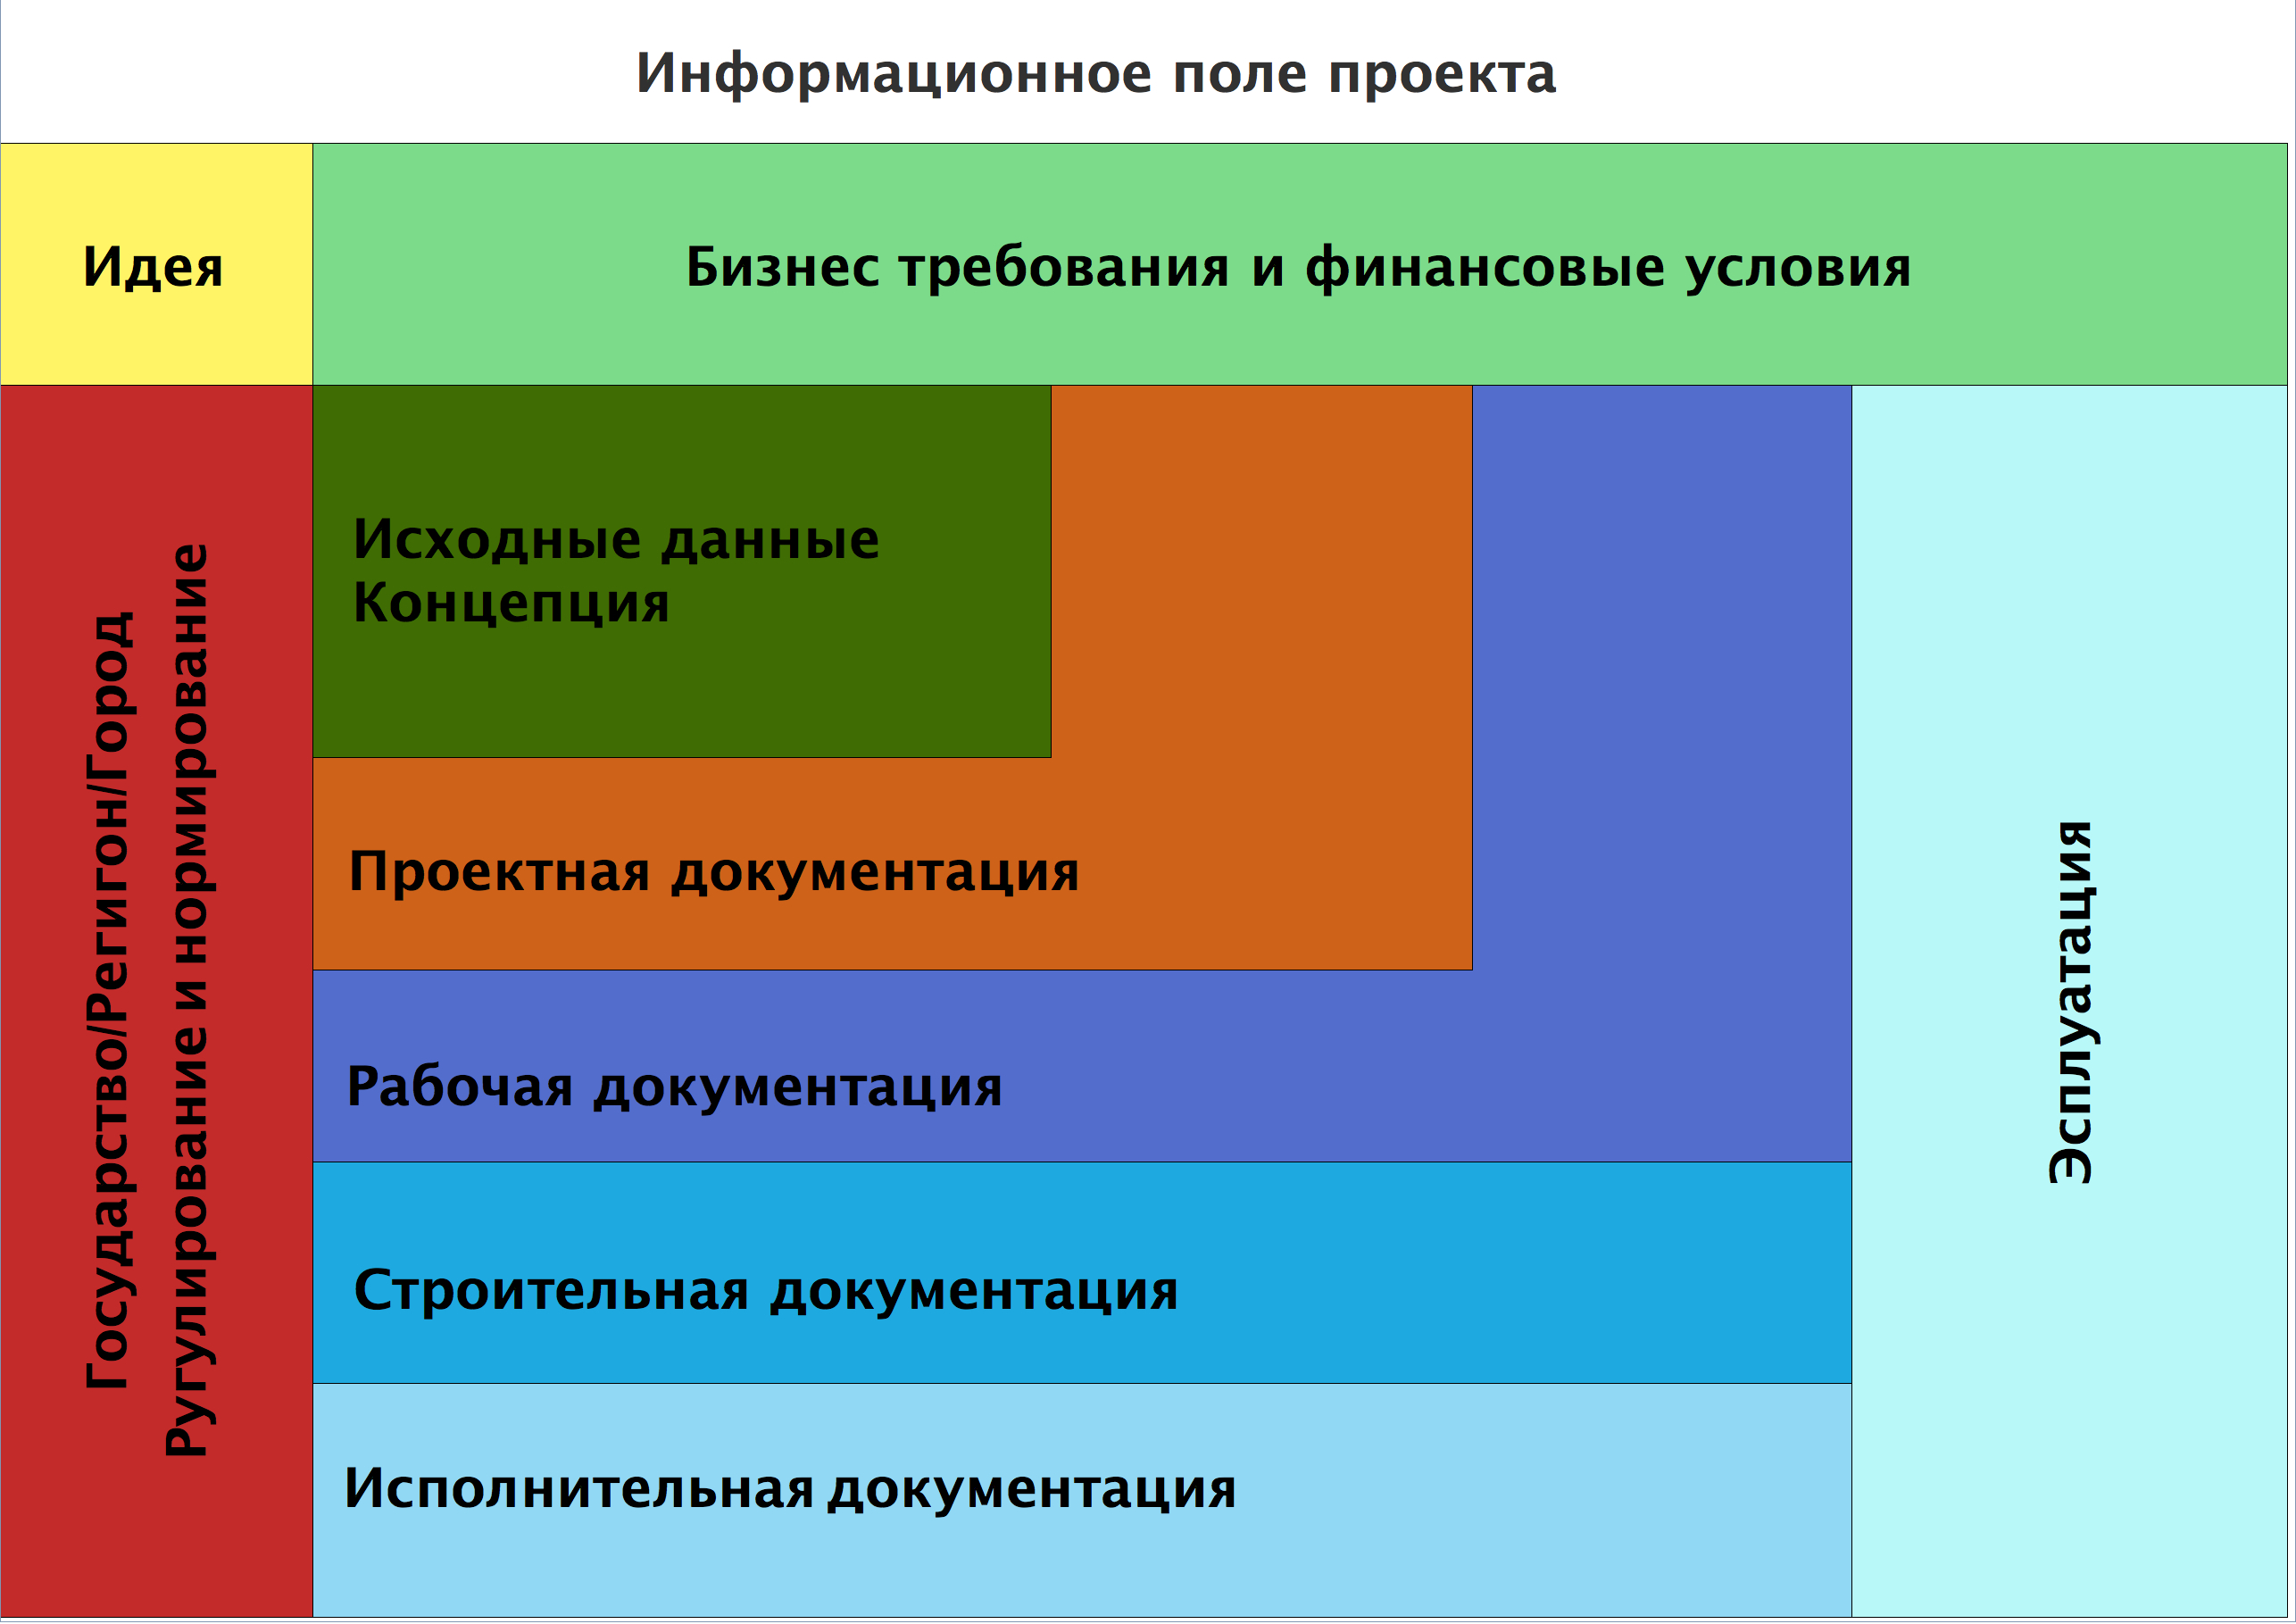 Информационное поле проекта
Идея
Бизнес требования и финансовые условия
Государство/Регигон/Город
Ругулирование и нормирование
Исходные данные
Концепция
Проектная документация
Рабочая документация
Строительная документация
Исполнительная документация
Эсплуатация